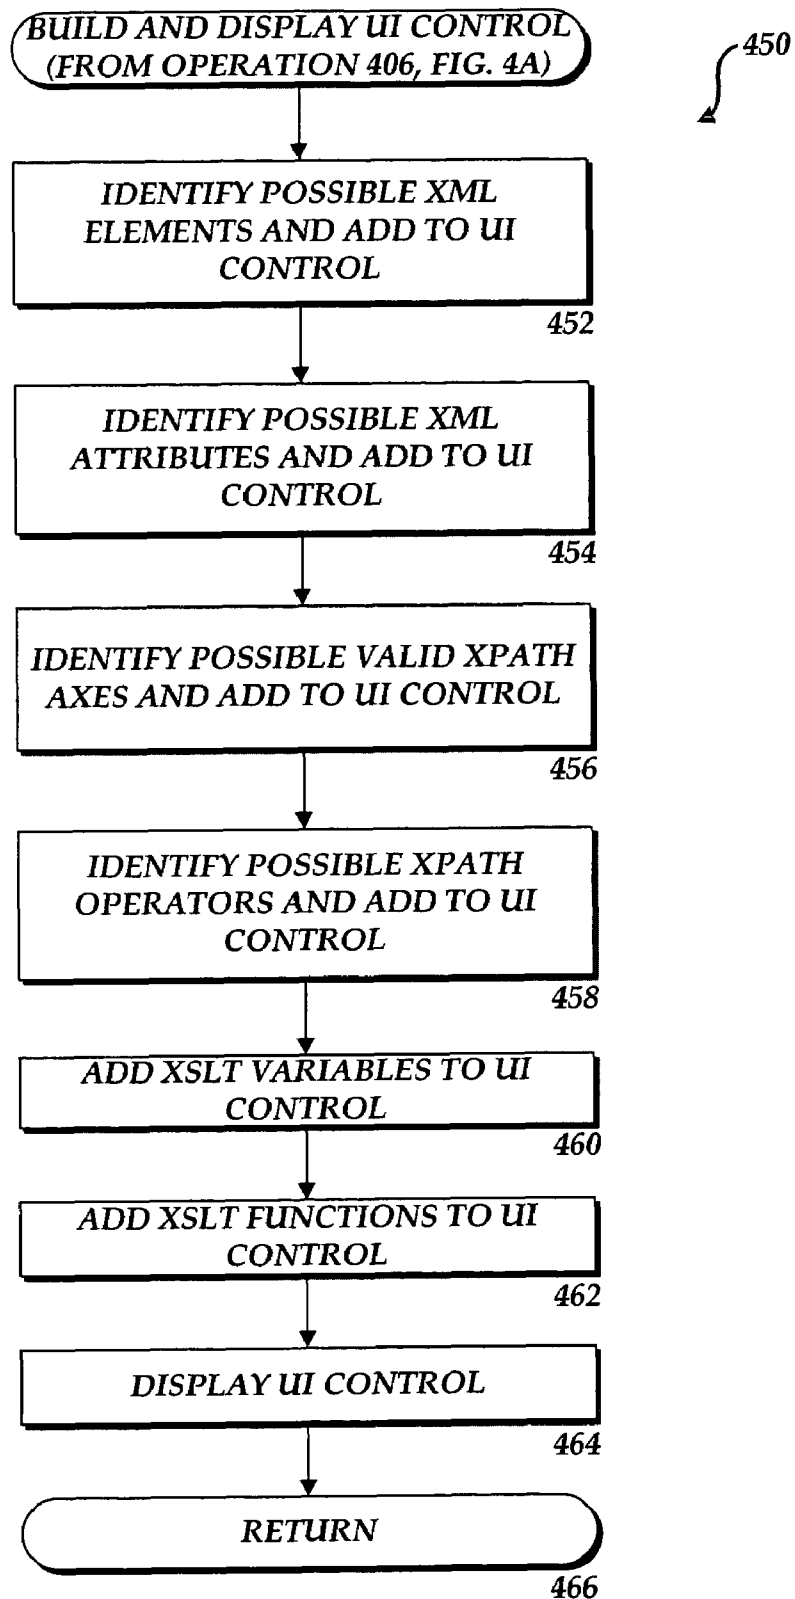 BUILD AND DISPLAY UI CONTROL
(FROM OPERATION 406, FIG. 4A)
450
IDENTIFY POSSIBLE XML
ELEMENTS AND ADD TO UI
CONTROL
452
IDENTIFY POSSIBLE XML
ATTRIBUTES AND ADD TO UI
CONTROL
454
IDENTIFY POSSIBLE VALID XPATH
AXES AND ADD TO UI CONTROL
456
IDENTIFY POSSIBLE XPATH
OPERATORS AND ADD TO UI
CONTROL
458
ADD XSLT VARIABLES TO UI
CONTROL
460
ADD XSLT FUNCTIONS TO UI
CONTROL
462
DISPLAY UI CONTROL
464
RETURN
466